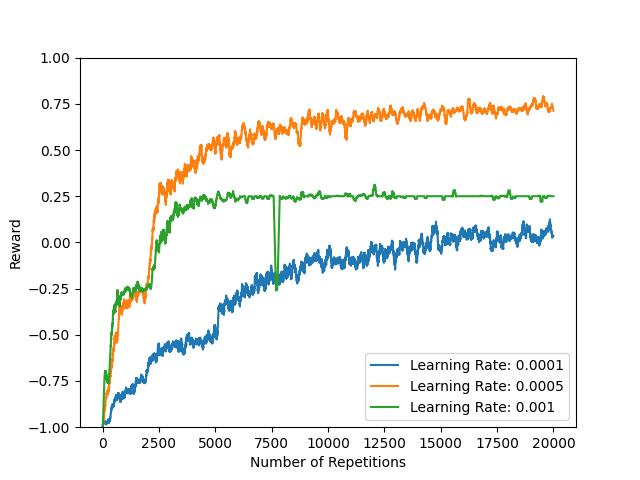 1.00
0.75
0.50
0.25
0.00
−0.25
−0.50
−0.75
−1.00
Reward
0 2500 5000 7500 10000 12500 15000 17500 20000
Number of Repetitions
Learning Rate: 0.0001
Learning Rate: 0.0005
Learning Rate: 0.001